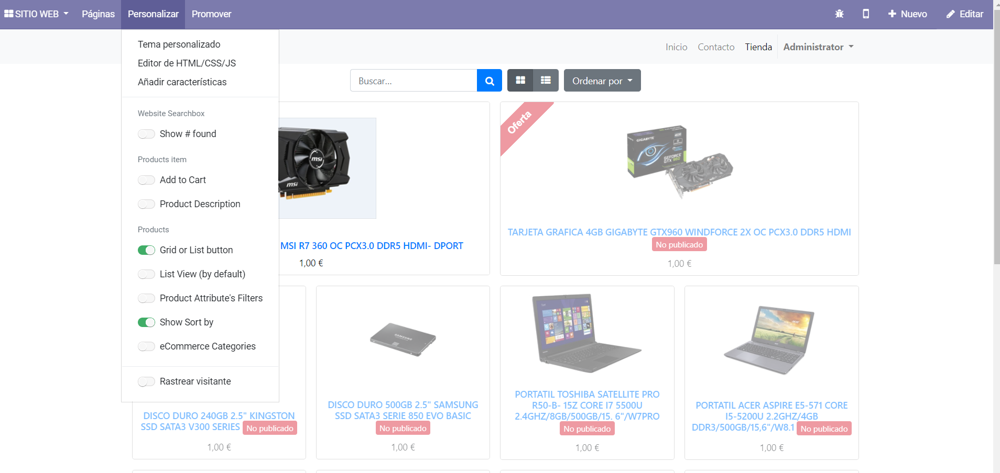 SITIO WEB Páginas Personalizar Promover Nuevo Editar
Inicio Contacto Tienda Administrator
Tema personalizado
Editor de HTML/CSS/JS
Añadir características
Website Searchbox
Show # found
Products item
Add to Cart
Product Description
Products
Grid or List button
List View (by default)
Product Attribute's Filters
Show Sort by
eCommerce Categories
Rastrear visitante
Buscar...
Ordenar por
msi
msi
MSI R7 360 OC PCX3.0 DDR5 HDMI- DPORT
1,00 €
Oferta
GIGABYTE
GEFORCE
GTX 960
TARJETA GRAFICA 4GB GIGABYTE GTX960 WINDFORCE 2X OC PCX3.0 DDR5 HDMI
No publicado
1,00 €
DISCO DURO 240GB 2.5" KINGSTON
SSD SATA3 V300 SERIES No publicado
1,00 €
SAMSUNG
DISCO DURO 500GB 2.5" SAMSUNG
SSD SATA3 SERIE 850 EVO BASIC
No publicado
1,00 €
PORTATIL TOSHIBA SATELLITE PRO
R50-B- 15Z CORE I7 5500U
2.4GHZ/8GB/500GB/15. 6"/W7PRO
No publicado
1,00 €
acer
PORTATIL ACER ASPIRE E5-571 CORE
I5-5200U 2.2GHZ/4GB
DDR3/500GB/15,6"/W8.1 No publicado
1,00 €